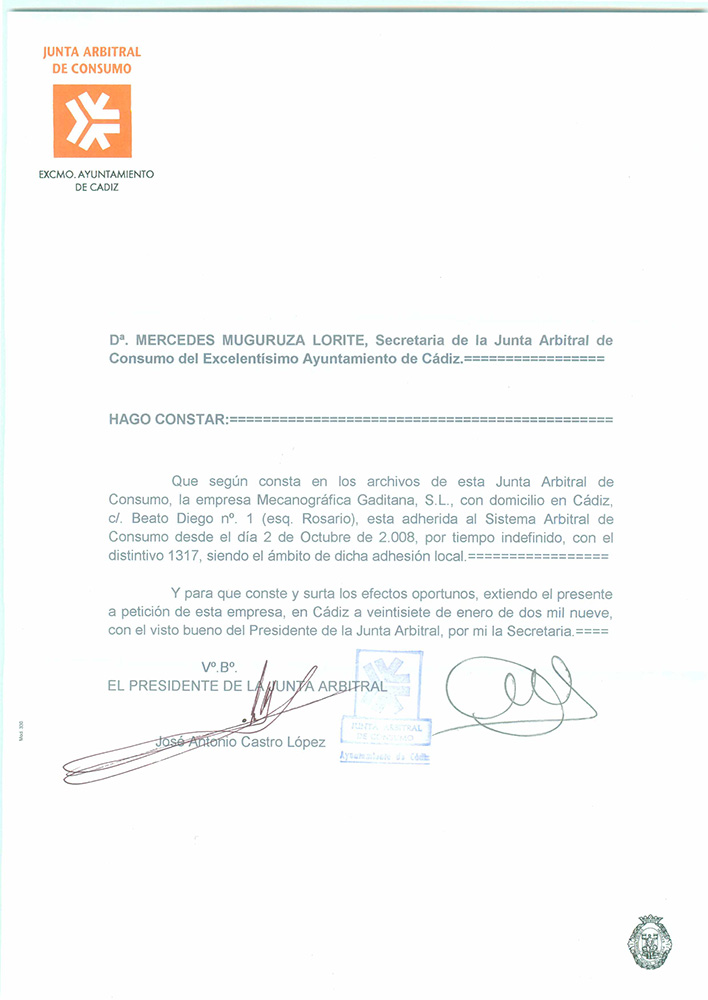 JUNTA ARBITRAL
DE CONSUMO
EXCMO. AYUNTAMIENTO
DE CADIZ
Dª. MERCEDES MUGURUZA LORITE, Secretaria de la Junta Arbitral de
Consumo del Excelentísimo Ayuntamiento de Cádiz.=================
HAGO CONSTAR:==============================================
Que según consta en los archivos de esta Junta Arbitral de
Consumo, la empresa Mecanográfica Gaditana, S.L., con domicilio en Cádiz,
c/. Beato Diego nº. 1 (esq. Rosario), esta adherida al Sistema Arbitral de
Consumo desde el día 2 de Octubre de 2.008, por tiempo indefinido, con el
distintivo 1317, siendo el ámbito de dicha adhesión local.=================
Y para que conste y surta los efectos oportunos, extiendo el presente
a petición de esta empresa, en Cádiz a veintisiete de enero de dos mil nueve,
con el visto bueno del Presidente de la Junta Arbitral, por mi la Secretaria.====
Vº.Bº.
EL PRESIDENTE DE LA JUNTA ARBITRAL
José Antonio Castro López
JUNTA ARBITRAL
DE CONSUMO
Ayuntamiento de Cádiz
Mod. 300